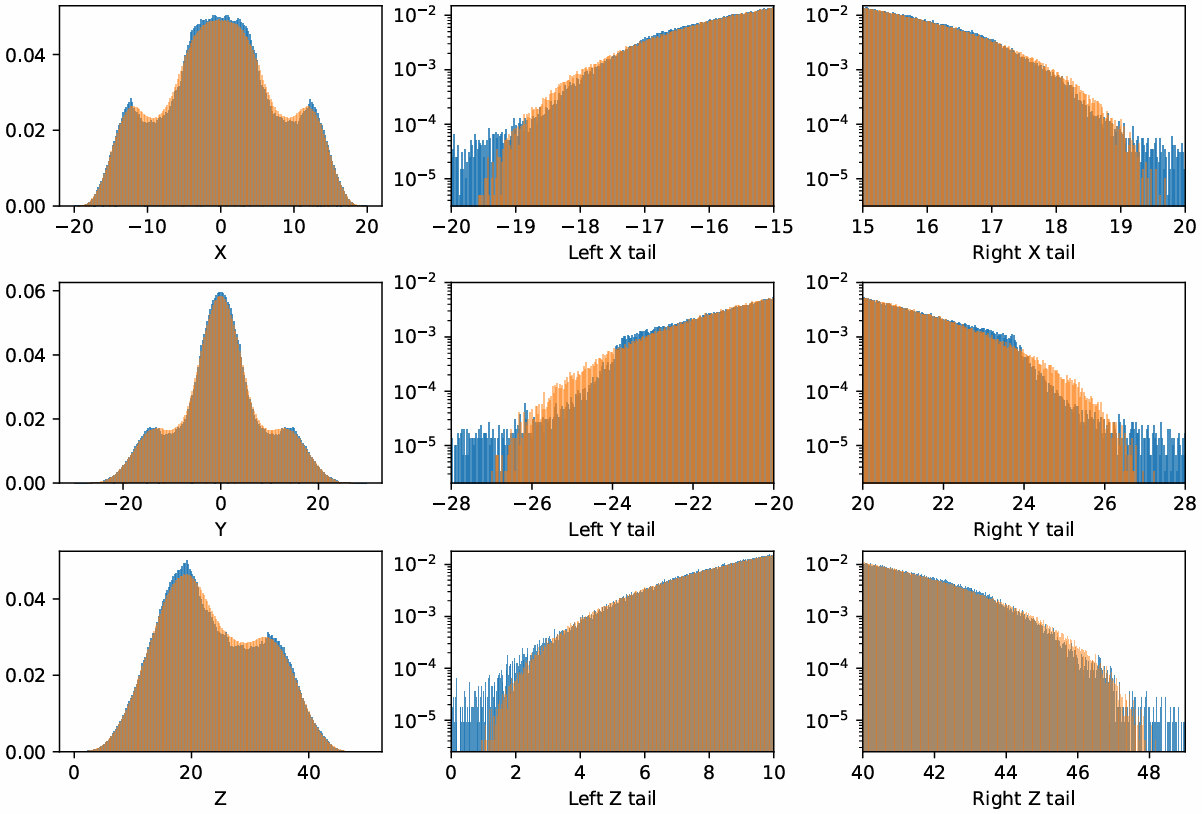 0.04
0.02
0.00
−20 −10 0 10 20
X
10−2
10−3
10−4
10−5
−20 −19 −18 −17 −16 −15
Left X tail
10−2
10−3
10−4
10−5
15 16 17 18 19 20
Right X tail
0.06
0.04
0.02
0.00
−20 0 20
Y
10−2
10−3
10−4
10−5
−28 −26 −24 −22 −20
Left Y tail
10−2
10−3
10−4
10−5
20 22 24 26 28
Right Y tail
0.04
0.02
0.00
0 20 40
Z
10−2
10−3
10−4
10−5
0 2 4 6 8 10
Left Z tail
10−2
10−3
10−4
10−5
40 42 44 46 48
Right Z tail